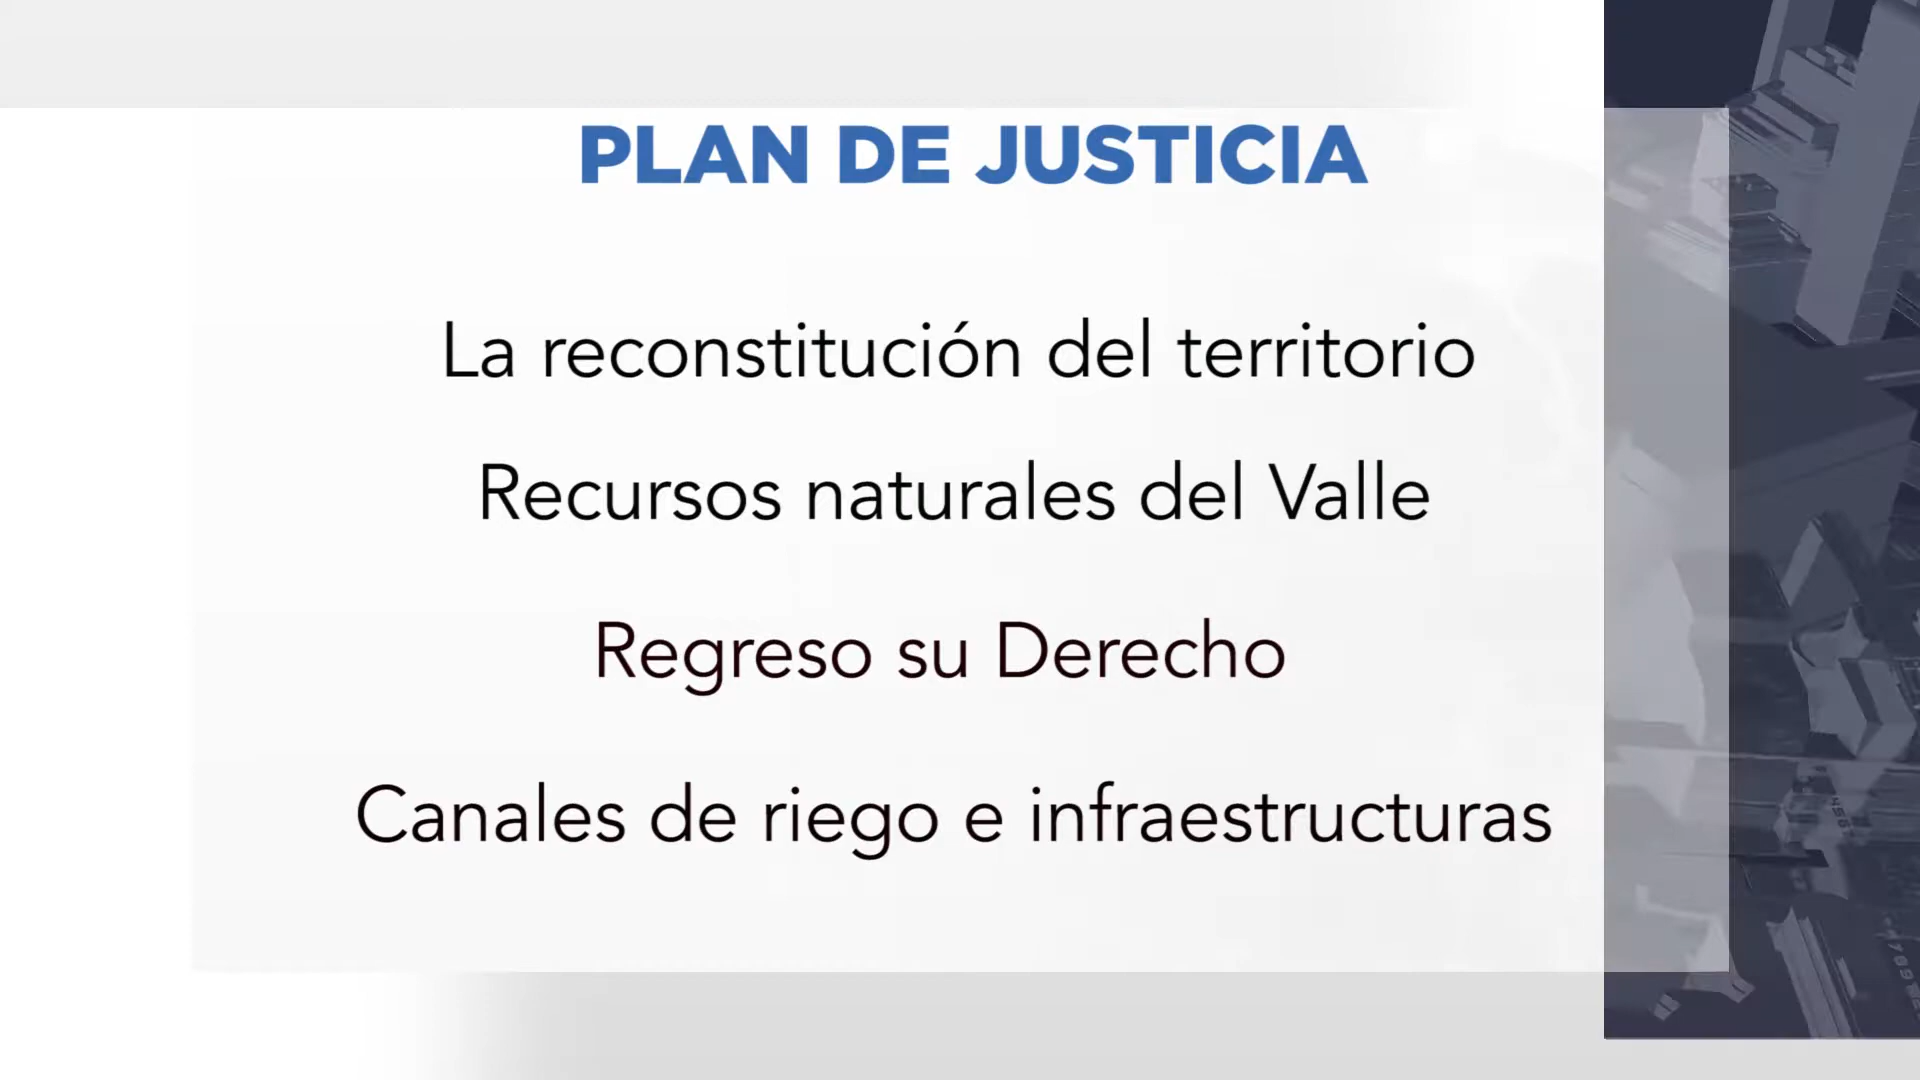 PLAN DE JUSTICIA
La reconstitución del territorio
Recursos naturales del Valle
Regreso su Derecho
Canales de riego e infraestructuras